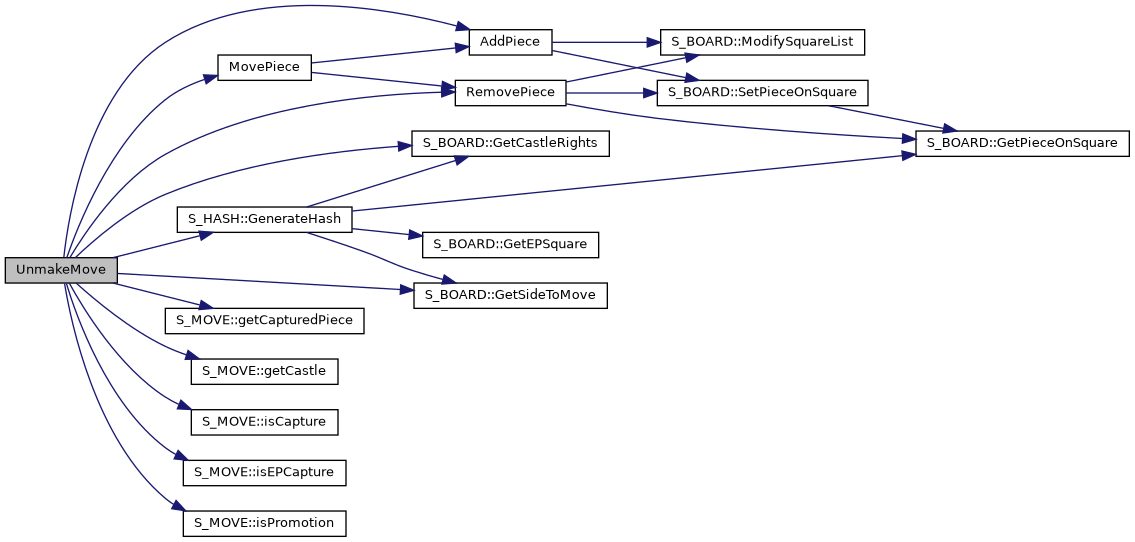 AddPiece
S_BOARD::ModifySquareList
MovePiece
RemovePiece
S_BOARD::SetPieceOnSquare
S_BOARD::GetCastleRights
S_BOARD::GetPieceOnSquare
S_HASH::GenerateHash
S_BOARD::GetEPSquare
UnmakeMove
S_BOARD::GetSideToMove
S_MOVE::getCapturedPiece
S_MOVE::getCastle
S_MOVE::isCapture
S_MOVE::isEPCapture
S_MOVE::isPromotion